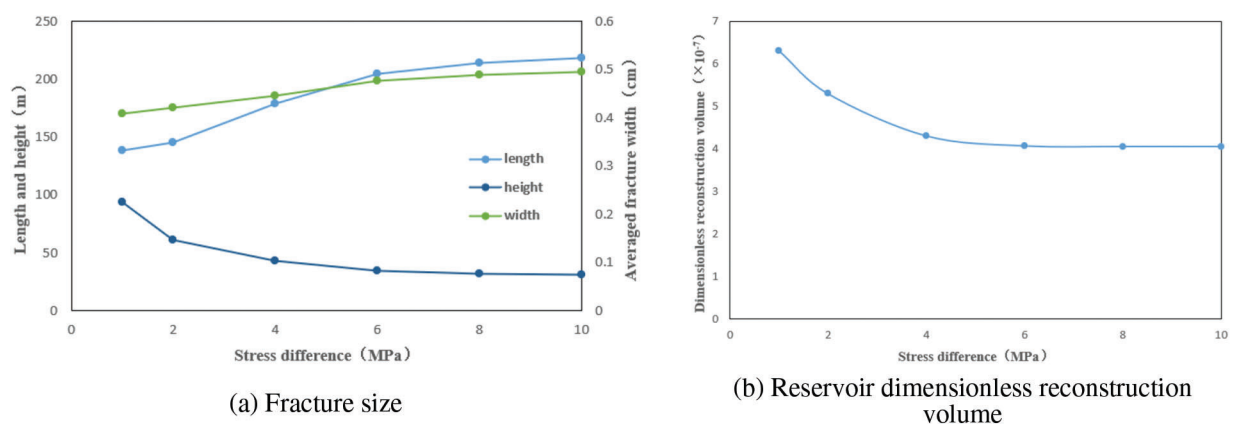 250
200
150
100
50
0
Length and height（m）
0.6
0.5
0.4
0.3
0.2
0.1
0
Averaged fracture width（cm）
length
height
width
0 2 4 6 8 10
Stress difference（MPa）
(a) Fracture size
7
6
5
4
3
2
1
0
Dimensionless reconstruction volume（×10⁻⁷）
0 2 4 6 8 10
Stress difference（MPa）
(b) Reservoir dimensionless reconstruction
volume